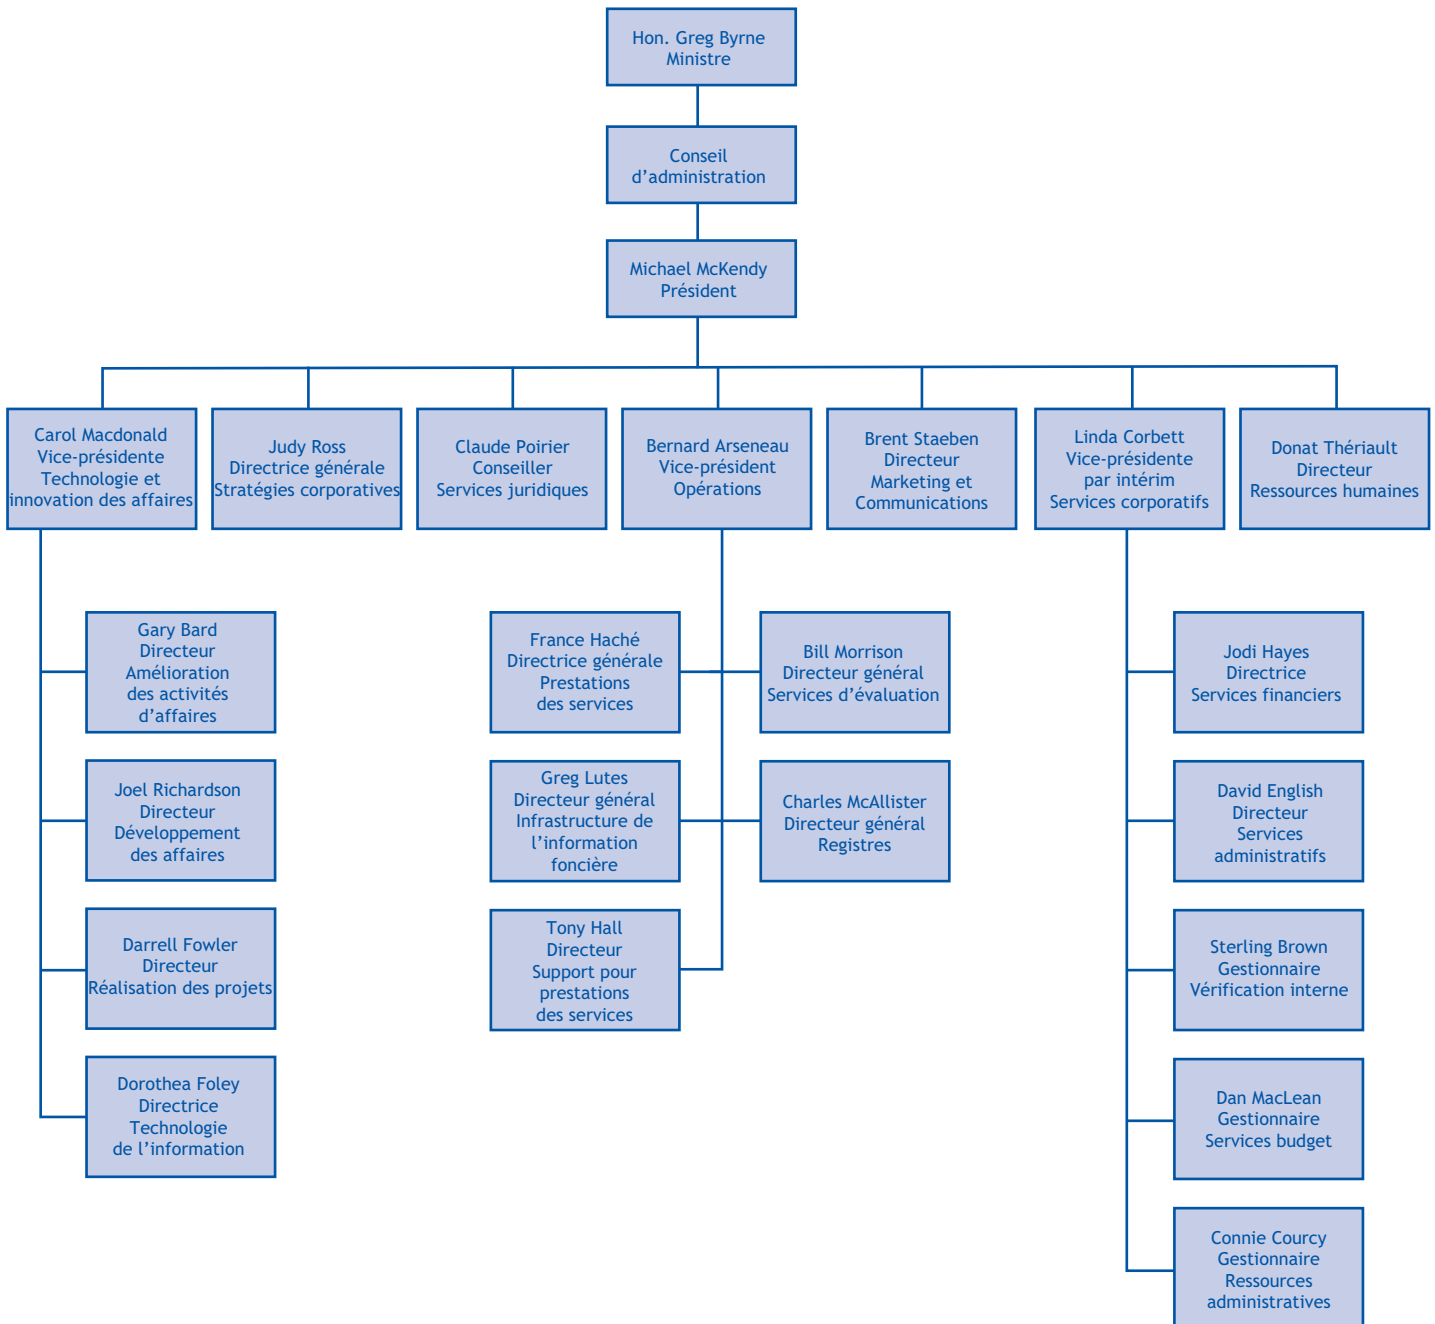 Hon. Greg Byrne
Ministre
Conseil
d’administration
Michael McKendy
Président
Carol Macdonald
Vice-présidente
Technologie et
innovation des affaires
Judy Ross
Directrice générale
Stratégies corporatives
Claude Poirier
Conseiller
Services juridiques
Bernard Arseneau
Vice-président
Opérations
Brent Staeben
Directeur
Marketing et
Communications
Linda Corbett
Vice-présidente
par intérim
Services corporatifs
Donat Thériault
Directeur
Ressources humaines
Gary Bard
Directeur
Amélioration
des activités
d’affaires
Joel Richardson
Directeur
Développement
des affaires
Darrell Fowler
Directeur
Réalisation des projets
Dorothea Foley
Directrice
Technologie
de l’information
France Haché
Directrice générale
Prestations
des services
Bill Morrison
Directeur général
Services d’évaluation
Greg Lutes
Directeur général
Infrastructure de
l’information
foncière
Charles McAllister
Directeur général
Registres
Tony Hall
Directeur
Support pour
prestations
des services
Jodi Hayes
Directrice
Services financiers
David English
Directeur
Services
administratifs
Sterling Brown
Gestionnaire
Vérification interne
Dan MacLean
Gestionnaire
Services budget
Connie Courcy
Gestionnaire
Ressources
administratives